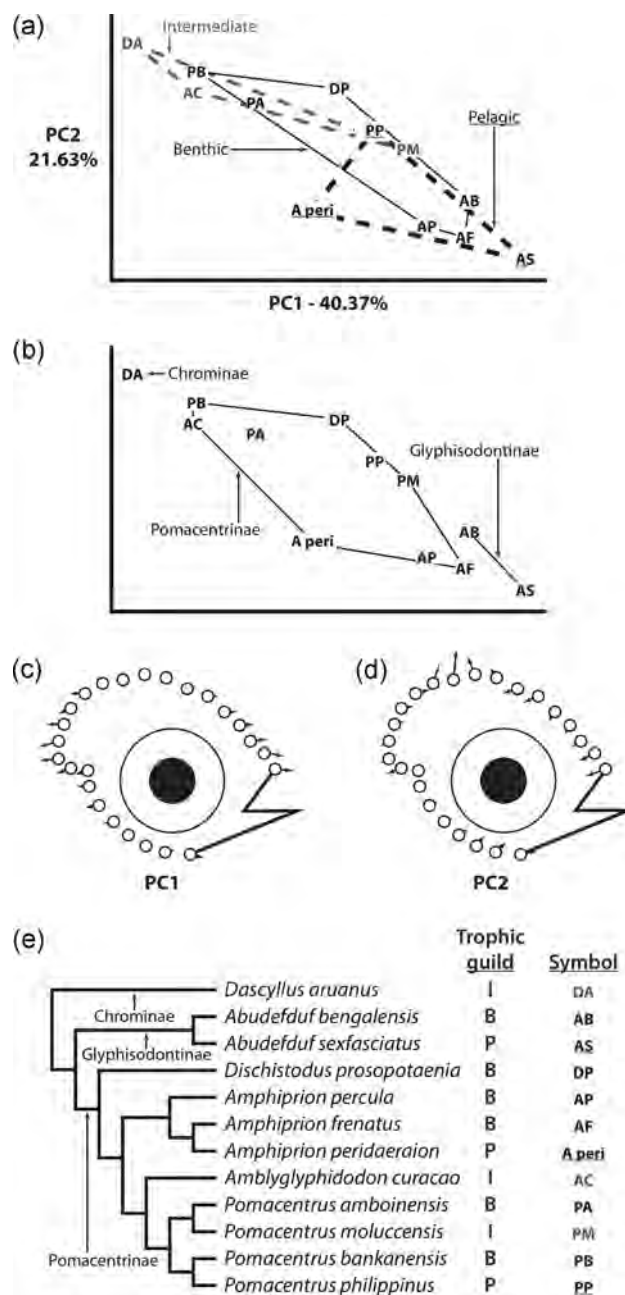 (a)
Intermediate
DA
PB
DP
AC
PA
PP
PM
Pelagic
PC2
21.63%
Benthic
A peri
AB
AP
AF
AS
PC1 - 40.37%
(b)
DA
Chrominae
PB
AC
PA
DP
Glyphisodontinae
PP
PM
Pomacentrinae
A peri
AB
AP
AF
AS
(c)
(d)
PC1
PC2
(e)
Trophic
guild Symbol
Dascyllus aruanus I DA
Chrominae
Abudefduf bengalensis B AB
Glyphisodontinae
Abudefduf sexfasciatus P AS
Dischistodus prosopotaenia B DP
Amphiprion percula B AP
Amphiprion frenatus B AF
Amphiprion peridaeraion P A peri
Amblyglyphidodon curacao I AC
Pomacentrus amboinensis B PA
Pomacentrus moluccensis I PM
Pomacentrus bankanensis B PB
Pomacentrinae
Pomacentrus philippinus P PP